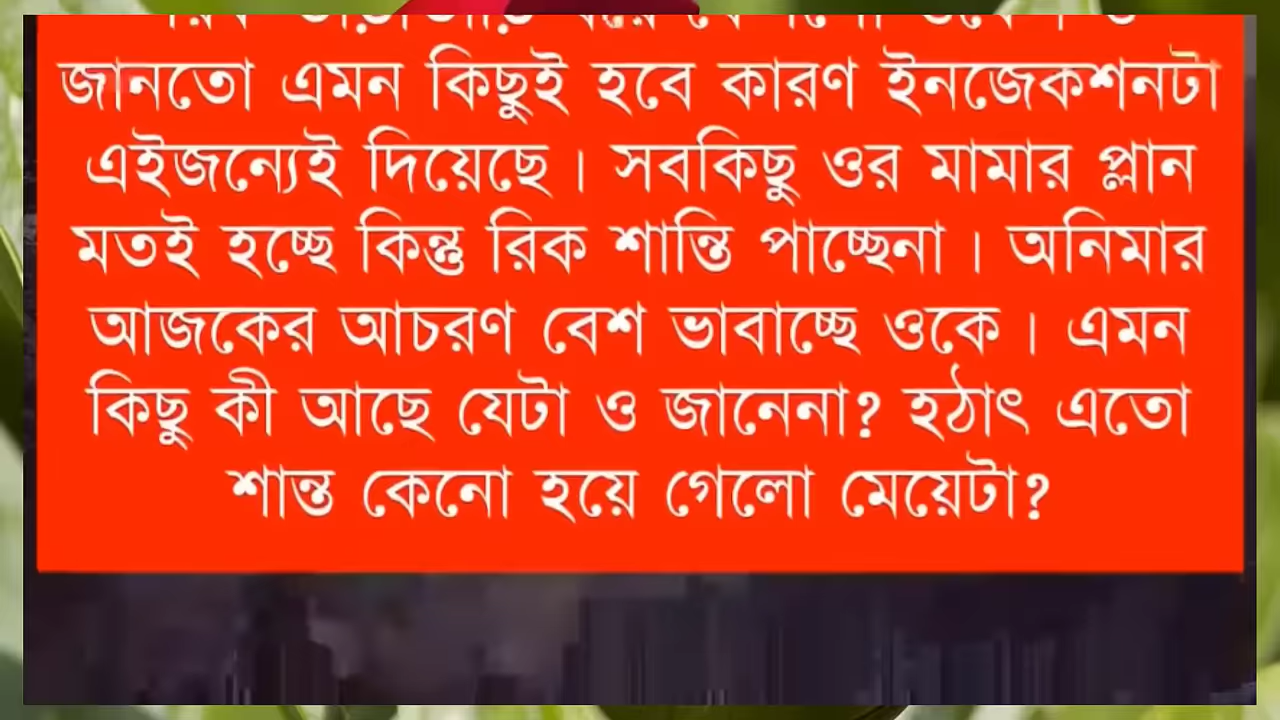 জানতো এমন কিছুই হবে কারণ ইনজেকশনটা
এইজন্যেই দিয়েছে। সবকিছু ওর মামার প্লান
মতই হচ্ছে কিন্তু রিক শান্তি পাচ্ছেনা। অনিমার
আজকের আচরণ বেশ ভাবাচ্ছে ওকে। এমন
কিছু কী আছে যেটা ও জানেনা? হঠাৎ এতো
শান্ত কেনো হয়ে গেলো মেয়েটা?